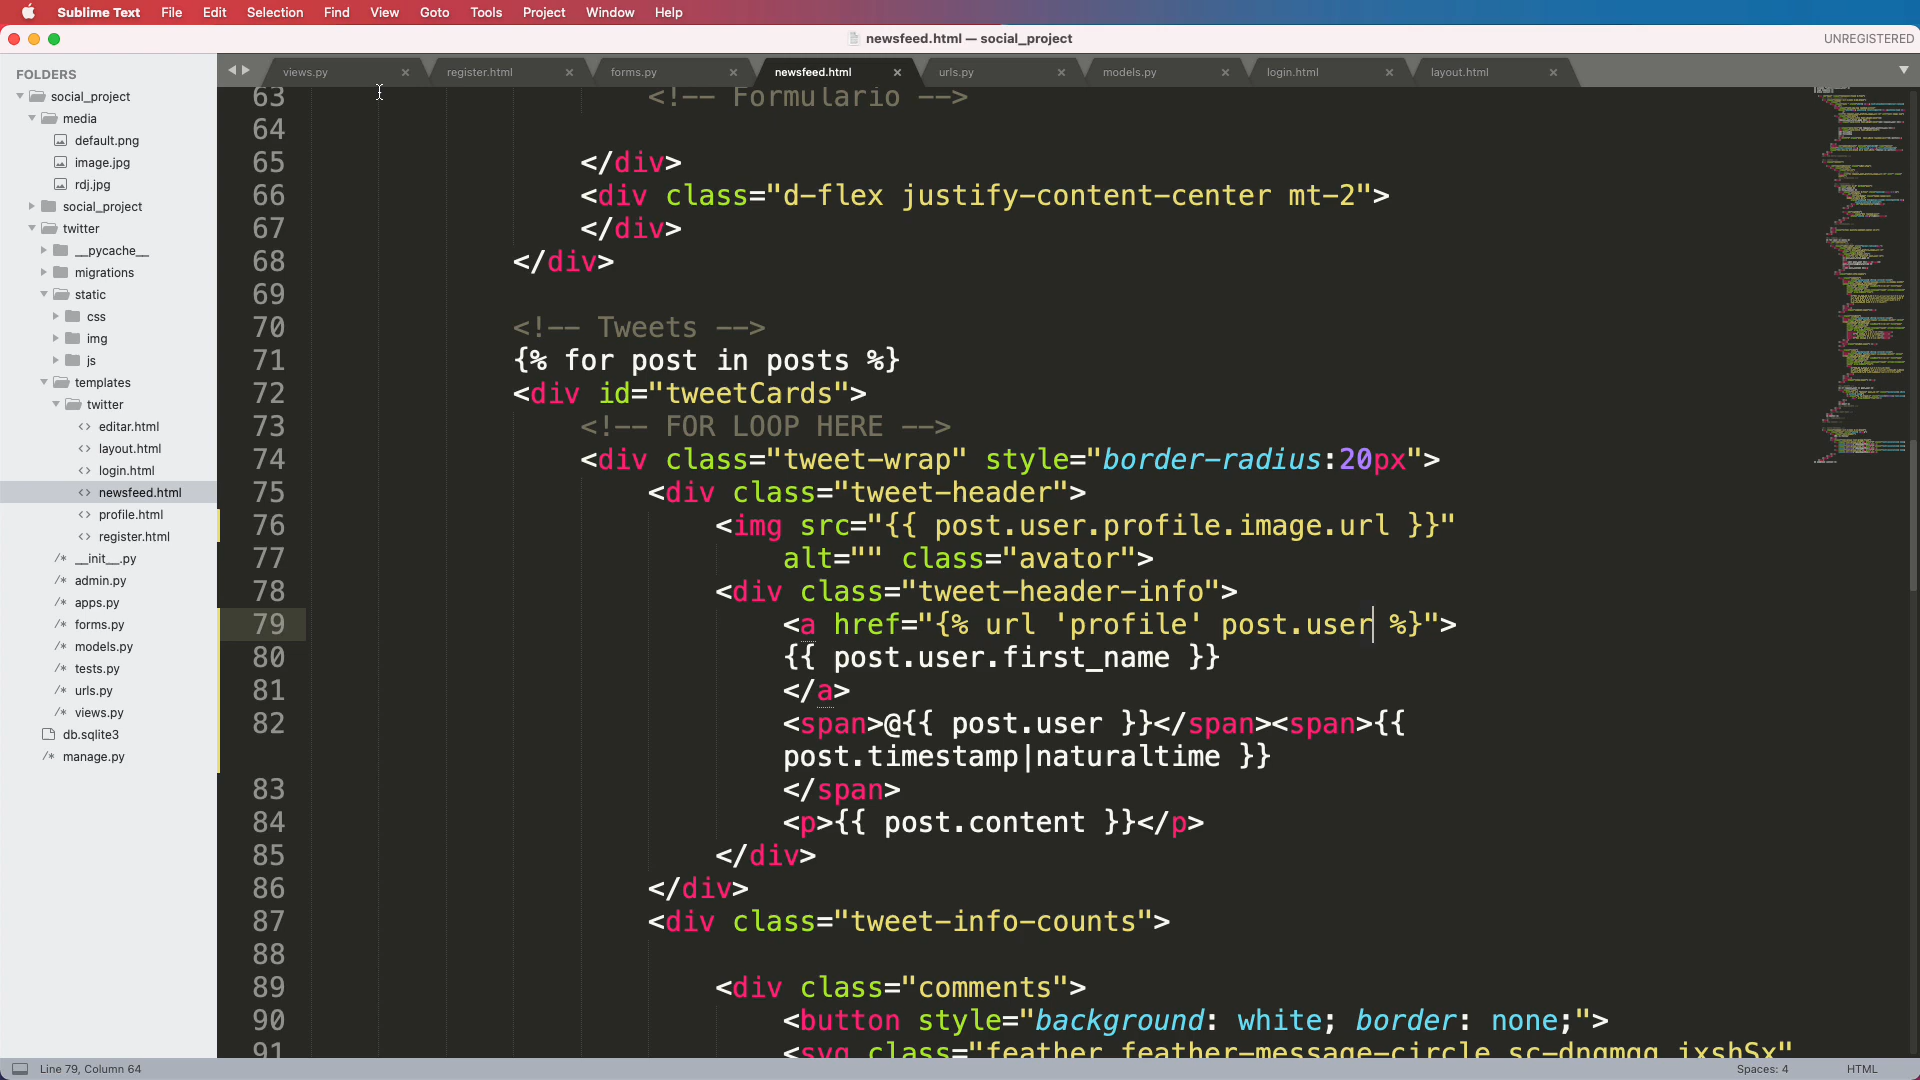 Sublime Text File Edit Selection Find View Goto Tools Project Window Help
newsfeed.html — social_project
UNREGISTERED
FOLDERS
social_project
media
default.png
image.jpg
rdj.jpg
social_project
twitter
__pycache__
migrations
static
css
img
js
templates
twitter
editar.html
layout.html
login.html
newsfeed.html
profile.html
register.html
/* __init__.py
/* admin.py
/* apps.py
/* forms.py
/* models.py
/* tests.py
/* urls.py
/* views.py
db.sqlite3
manage.py
views.py register.html forms.py newsfeed.html urls.py models.py login.html layout.html
63 <!-- Formulario -->
64
65 </div>
66 <div class="d-flex justify-content-center mt-2">
67 </div>
68 </div>
69
70 <!-- Tweets -->
71 {% for post in posts %}
72 <div id="tweetCards">
73 <!-- FOR LOOP HERE -->
74 <div class="tweet-wrap" style="border-radius:20px">
75 <div class="tweet-header">
76 <img src="{{ post.user.profile.image.url }}"
77 alt="" class="avator">
78 <div class="tweet-header-info">
79 <a href="{% url 'profile' post.user %}">
80 {{ post.user.first_name }}
81 </a>
82 <span>@{{ post.user }}</span><span>{{
post.timestamp|naturaltime }}
83 </span>
84 <p>{{ post.content }}</p>
85 </div>
86 </div>
87 <div class="tweet-info-counts">
88
89 <div class="comments">
90 <button style="background: white; border: none;">
91 <svg class="feather feather-message-circle sc-dnqmqq jxshSx"
Line 79, Column 64
Spaces: 4
HTML